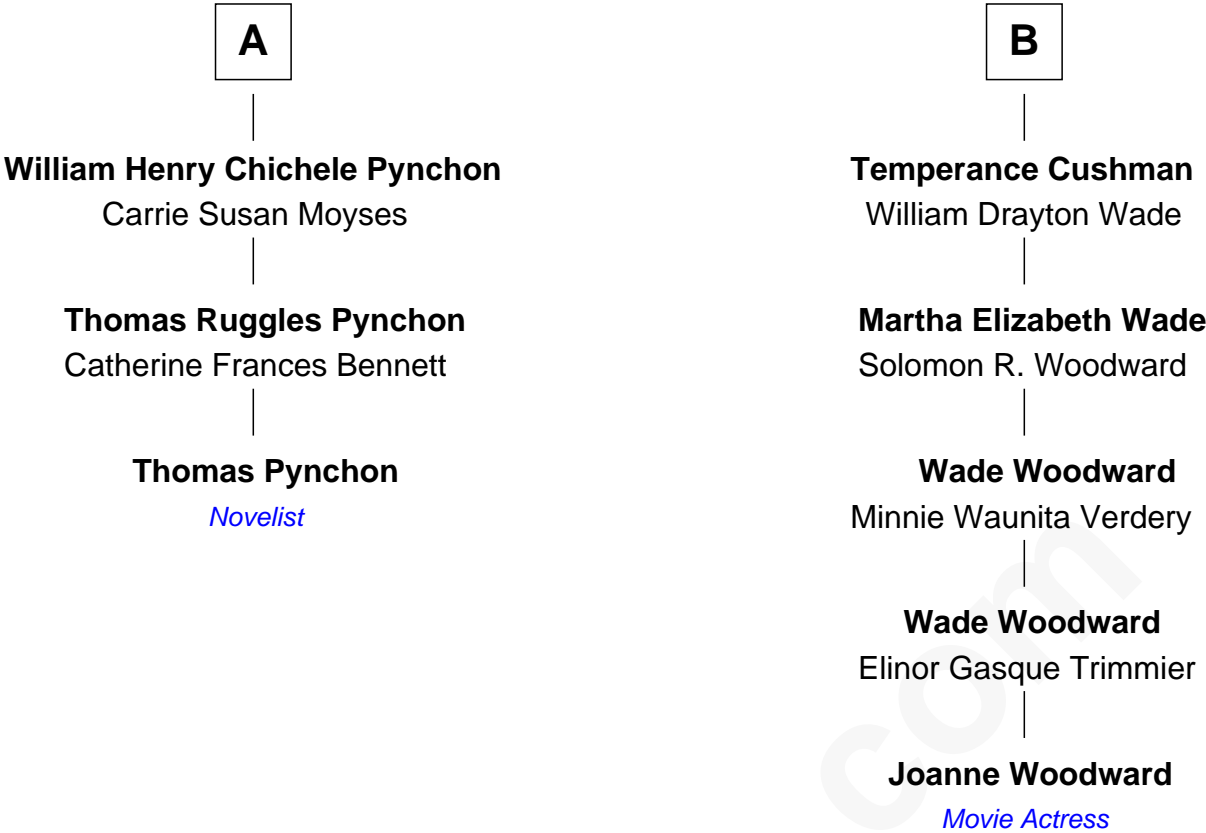 A
William Henry Chichele Pynchon
Carrie Susan Moyses
Thomas Ruggles Pynchon
Catherine Frances Bennett
Thomas Pynchon
Novelist
B
Temperance Cushman
William Drayton Wade
Martha Elizabeth Wade
Solomon R. Woodward
Wade Woodward
Minnie Waunita Verdery
Wade Woodward
Elinor Gasque Trimmier
Joanne Woodward
Movie Actress
com